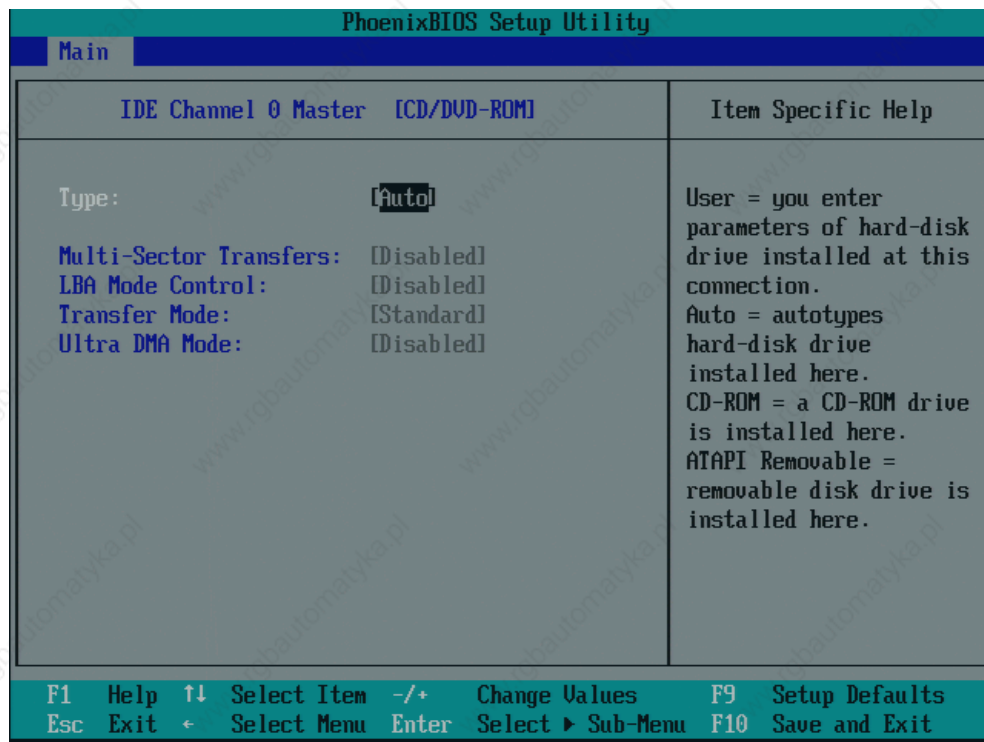 PhoenixBIOS Setup Utility
Main
IDE Channel 0 Master [CD/DVD-ROM]
Item Specific Help
Type: [Auto]
Multi-Sector Transfers: [Disabled]
LBA Mode Control: [Disabled]
Transfer Mode: [Standard]
Ultra DMA Mode: [Disabled]
User = you enter
parameters of hard-disk
drive installed at this
connection.
Auto = autotypes
hard-disk drive
installed here.
CD-ROM = a CD-ROM drive
is installed here.
ATAPI Removable =
removable disk drive is
installed here.
F1 Help ↑↓ Select Item -/+ Change Values F9 Setup Defaults
Esc Exit ← Select Menu Enter Select ▶ Sub-Menu F10 Save and Exit
www.rgbautomatyka.pl